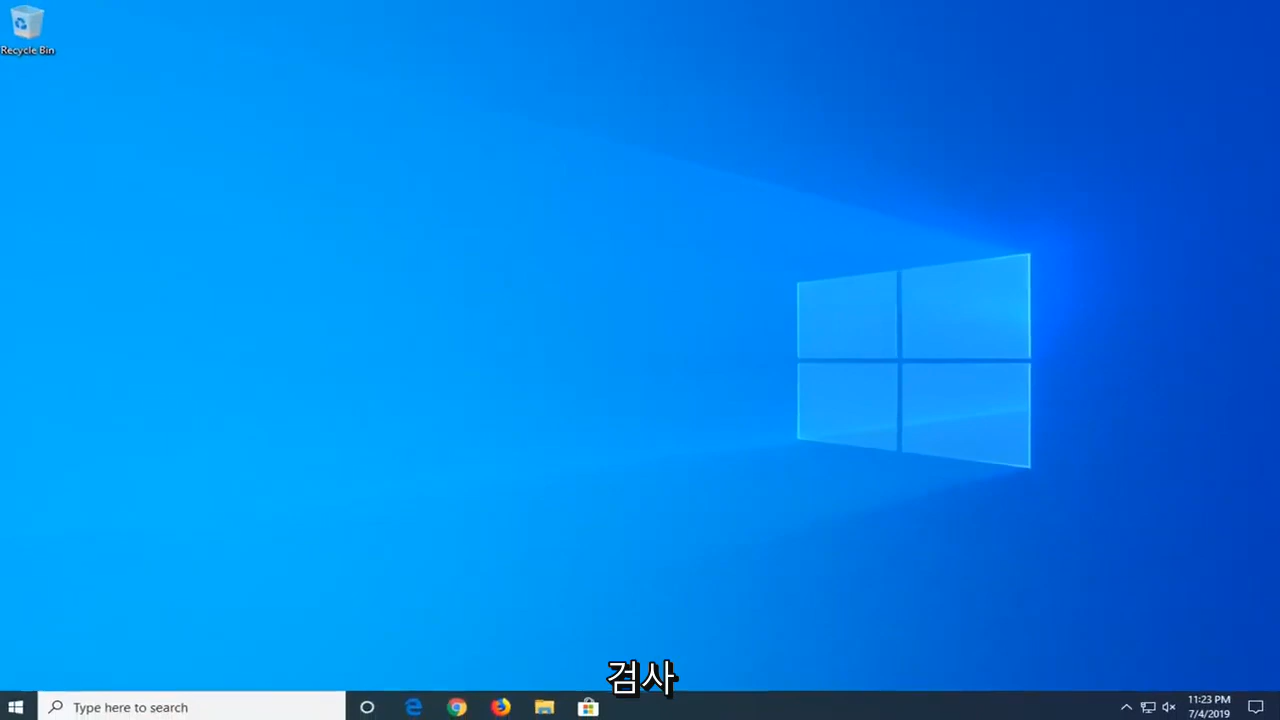 Recycle Bin
검사
Type here to search
11:23 PM
7/4/2019